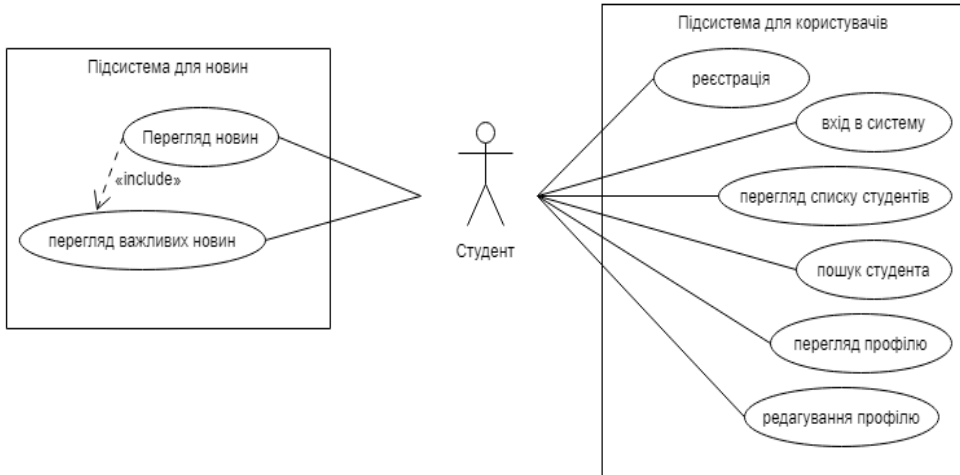 Підсистема для новин
Перегляд новин
«include»
перегляд важливих новин
Студент
Підсистема для користувачів
реєстрація
вхід в систему
перегляд списку студентів
пошук студента
перегляд профілю
редагування профілю